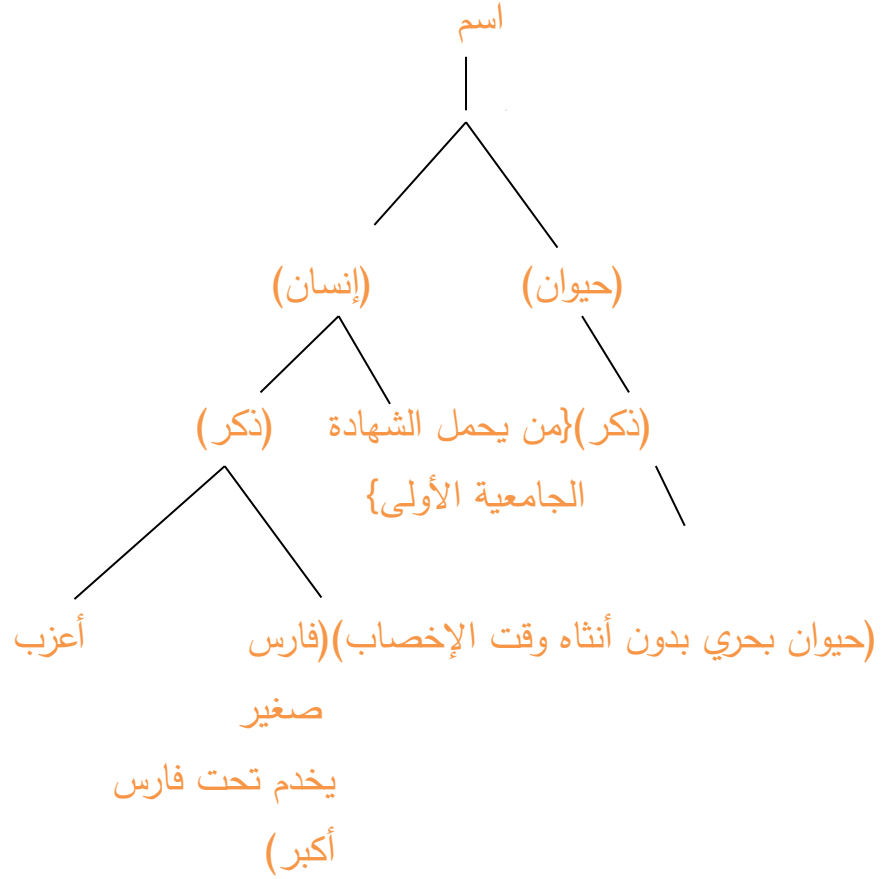 اسم
(حيوان) (إنسان)
(ذكر){من يحمل الشهادة (ذكر)
الجامعية الأولى}
(حيوان بحري بدون أنثاه وقت الإخصاب)(فارس أعزب
صغير
يخدم تحت فارس
أكبر)